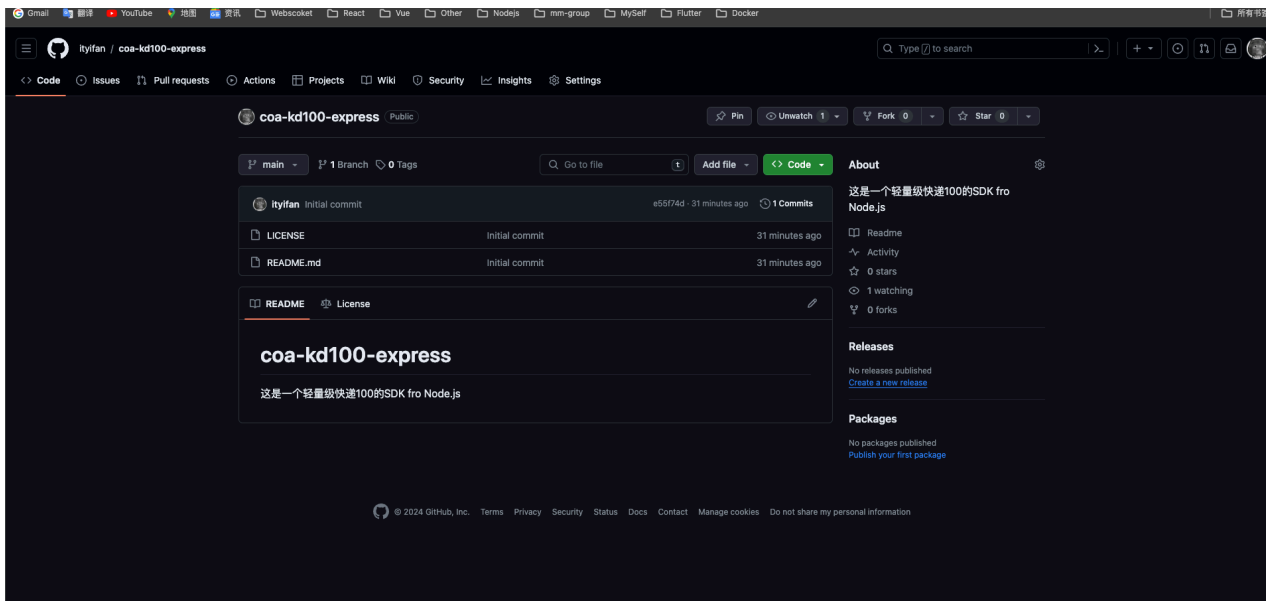 Gmail 翻译 YouTube 地图 资讯 Webscoket React Vue Other Nodejs mm-group MySelf Flutter Docker
ityifan / coa-kd100-express Type / to search
Code Issues Pull requests Actions Projects Wiki Security Insights Settings
coa-kd100-express Public Pin Unwatch 1 Fork 0 Star 0
main 1 Branch 0 Tags Go to file t Add file Code
ityifan Initial commit e55f74d · 31 minutes ago 1 Commits
LICENSE Initial commit 31 minutes ago
README.md Initial commit 31 minutes ago
README License
coa-kd100-express
这是一个轻量级快递100的SDK fro Node.js
About
这是一个轻量级快递100的SDK fro
Node.js
Readme
Activity
0 stars
1 watching
0 forks
Releases
No releases published
Create a new release
Packages
No packages published
Publish your first package
© 2024 GitHub, Inc. Terms Privacy Security Status Docs Contact Manage cookies Do not share my personal information